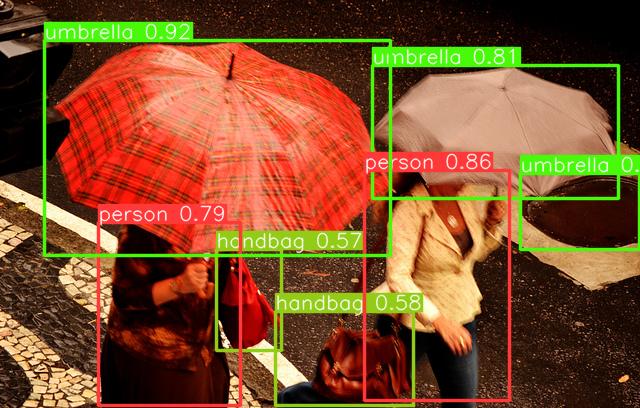 umbrella 0.92
umbrella 0.81
person 0.86
umbrella 0.
person 0.79
handbag 0.57
handbag 0.58